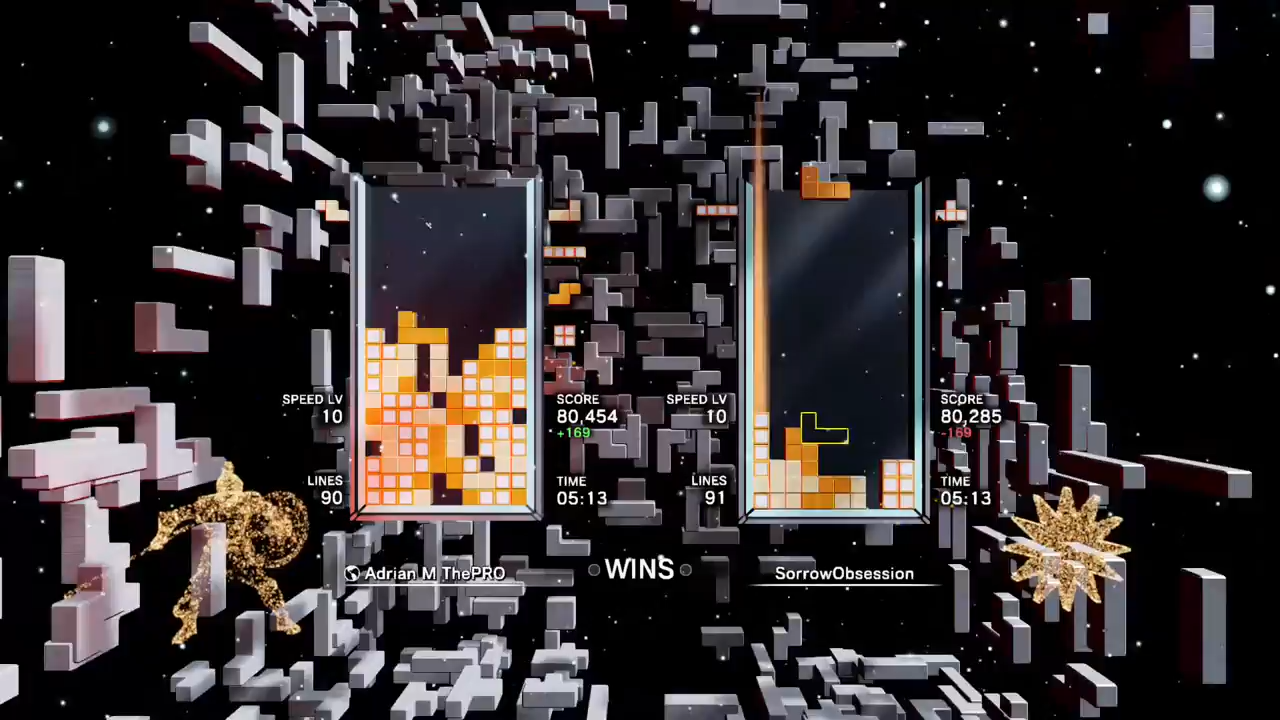 SPEED LV
10
SCORE
80,454
+169
LINES
90
TIME
05:13
SPEED LV
10
SCORE
80,285
-169
LINES
91
TIME
05:13
Adrian M ThePRO
WINS
SorrowObsession